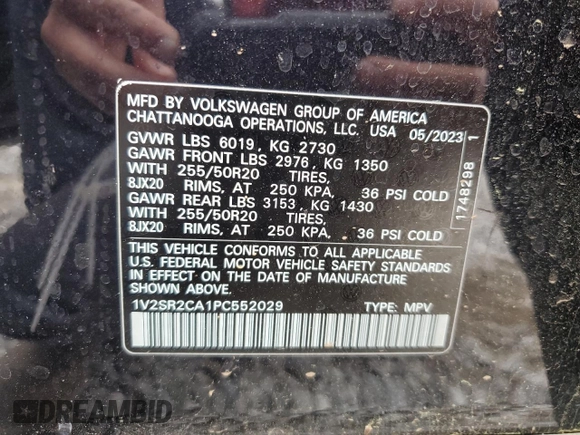 MFD BY VOLKSWAGEN GROUP OF AMERICA
CHATTANOOGA OPERATIONS, LLC. USA 05/2023
GVWR LBS 6019, KG 2730
GAWR FRONT LBS 2976, KG 1350
WITH 255/50R20 TIRES,
8JX20 RIMS, AT 250 KPA, 36 PSI COLD
GAWR REAR LBS 3153, KG 1430
WITH 255/50R20 TIRES,
8JX20 RIMS, AT 250 KPA, 36 PSI COLD
THIS VEHICLE CONFORMS TO ALL APPLICABLE
U.S. FEDERAL MOTOR VEHICLE SAFETY STANDARDS
IN EFFECT ON THE DATE OF MANUFACTURE
SHOWN ABOVE.
1V2SR2CA1PC552029 TYPE: MPV
1748298 1
DREAMBID